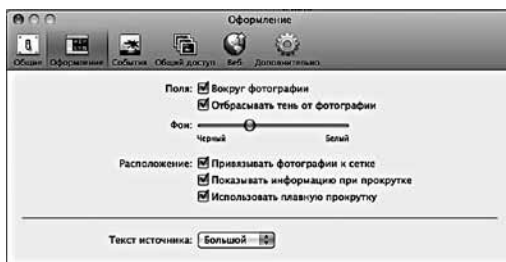 Оформление
Общие Оформление События Общий доступ Веб Дополнительно
Поля: Вокруг фотографии
Отбрасывать тень от фотографии
Фон:
Черный Белый
Расположение: Привязывать фотографии к сетке
Показывать информацию при прокрутке
Использовать плавную прокрутку
Текст источника: Большой